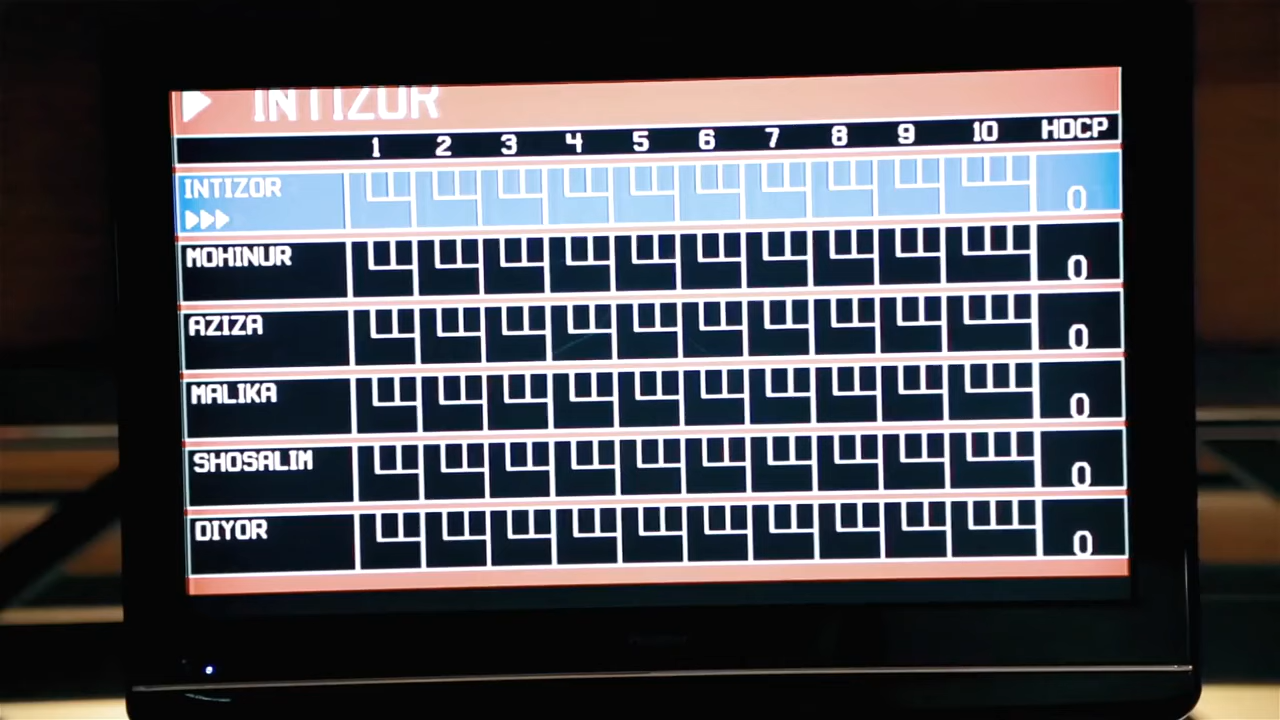 INTIZOR
1 2 3 4 5 6 7 8 9 10 HDCP
INTIZOR 0
MOHINUR 0
AZIZA 0
MALIKA 0
SHOSALIM 0
DIYOR 0